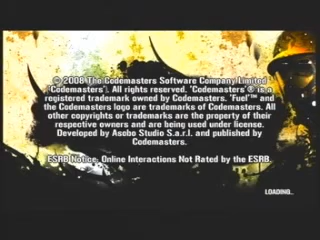 © 2008 The Codemasters Software Company Limited
('Codemasters'). All rights reserved. 'Codemasters'® is a
registered trademark owned by Codemasters. 'Fuel'™ and
the Codemasters logo are trademarks of Codemasters. All
other copyrights or trademarks are the property of their
respective owners and are being used under license.
Developed by Asobo Studio S.a.r.l. and published by
Codemasters.
ESRB Notice: Online Interactions Not Rated by the ESRB.
LOADING..